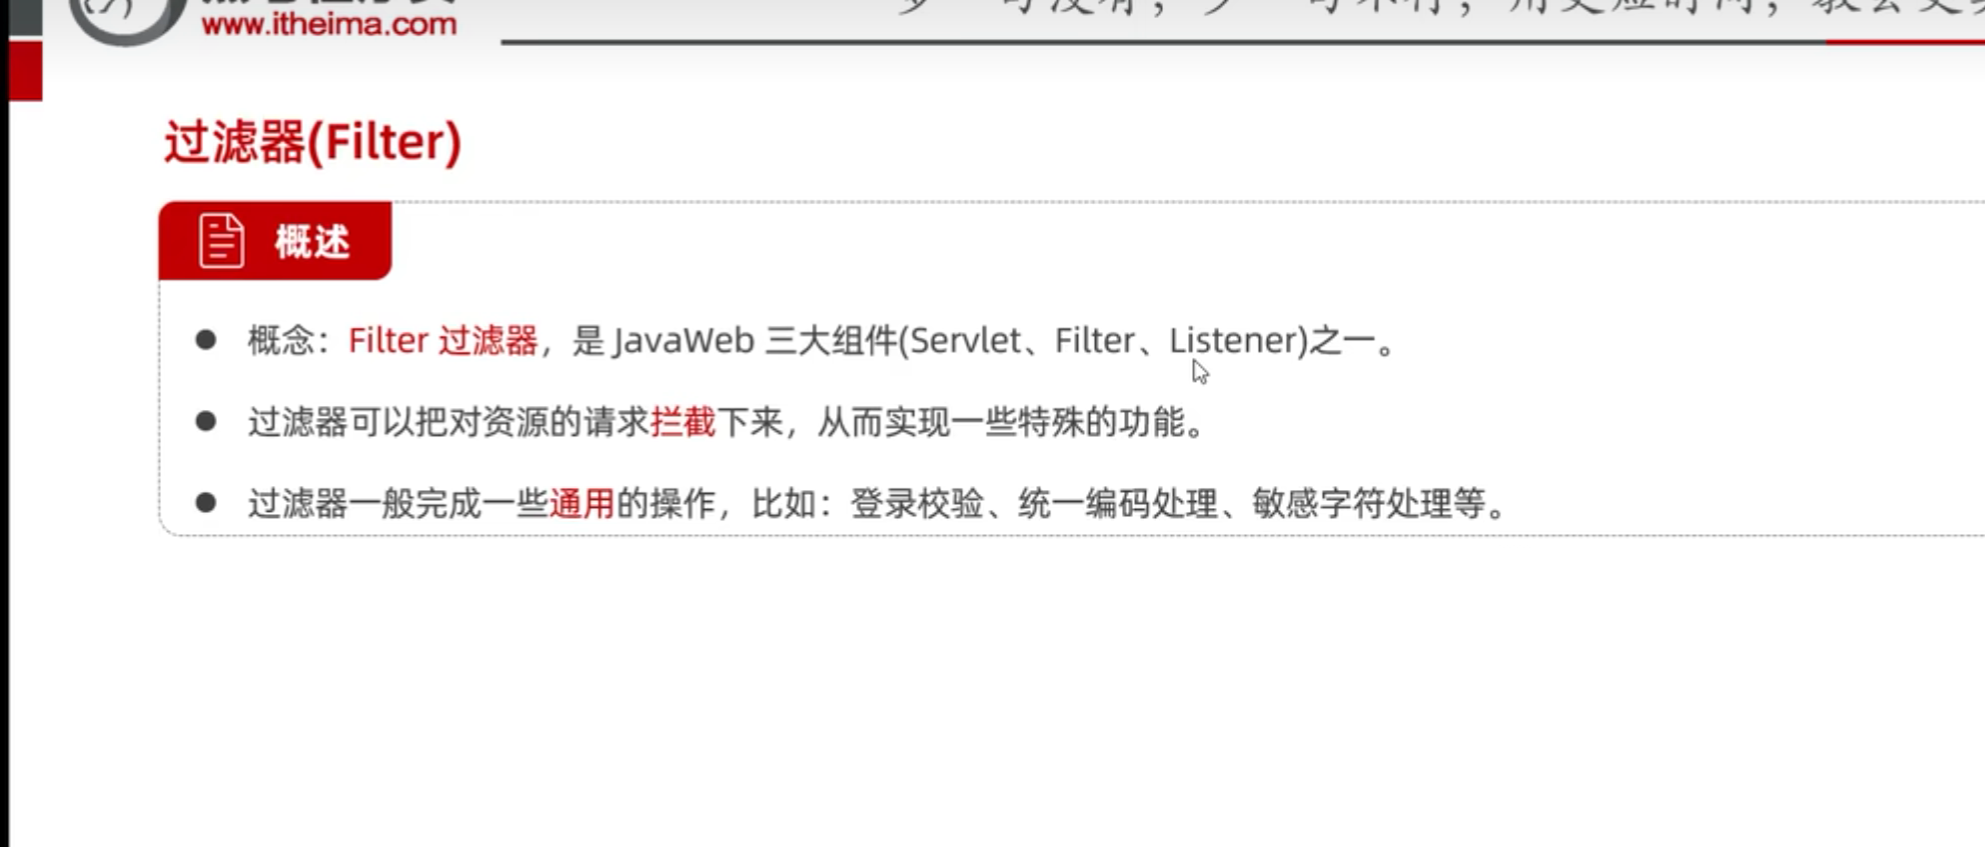 www.itheima.com
过滤器(Filter)
概述
● 概念：Filter 过滤器，是 JavaWeb 三大组件(Servlet、Filter、Listener)之一。
● 过滤器可以把对资源的请求拦截下来，从而实现一些特殊的功能。
● 过滤器一般完成一些通用的操作，比如：登录校验、统一编码处理、敏感字符处理等。